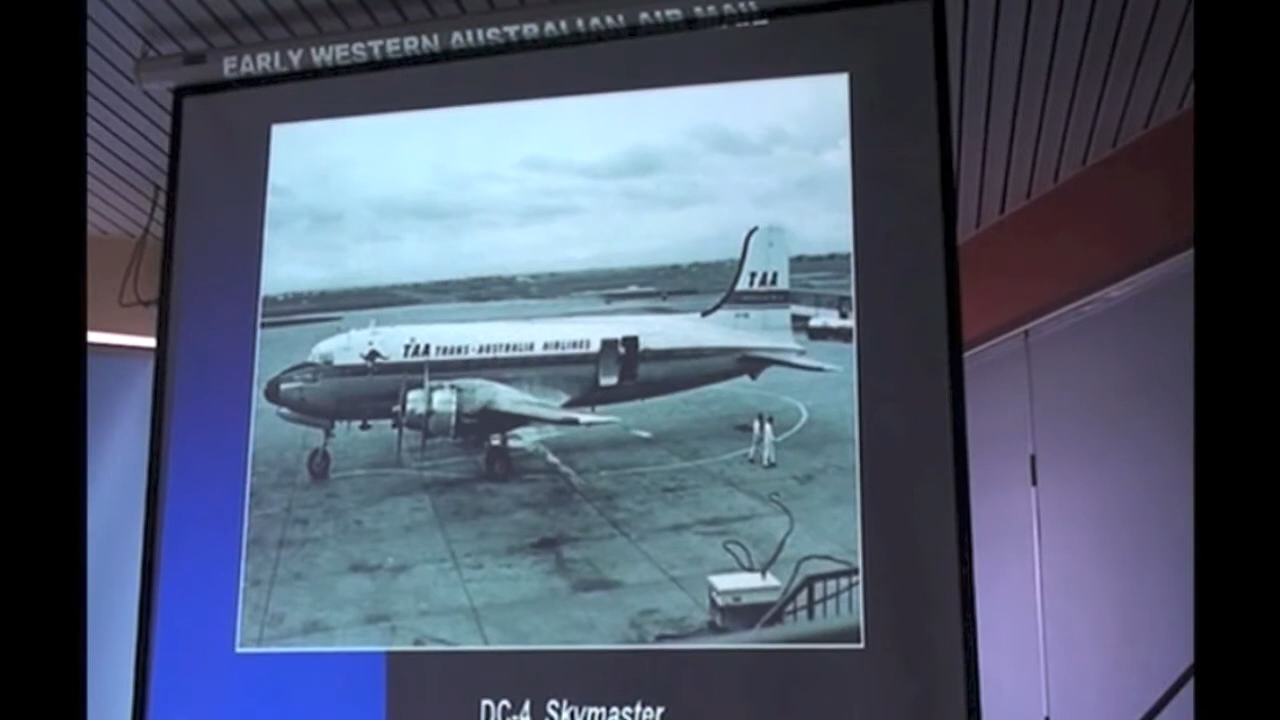 EARLY WESTERN AUSTRALIAN AIR MAIL
TAA
TAA TRANS-AUSTRALIA AIRLINES
DC-4 Skymaster